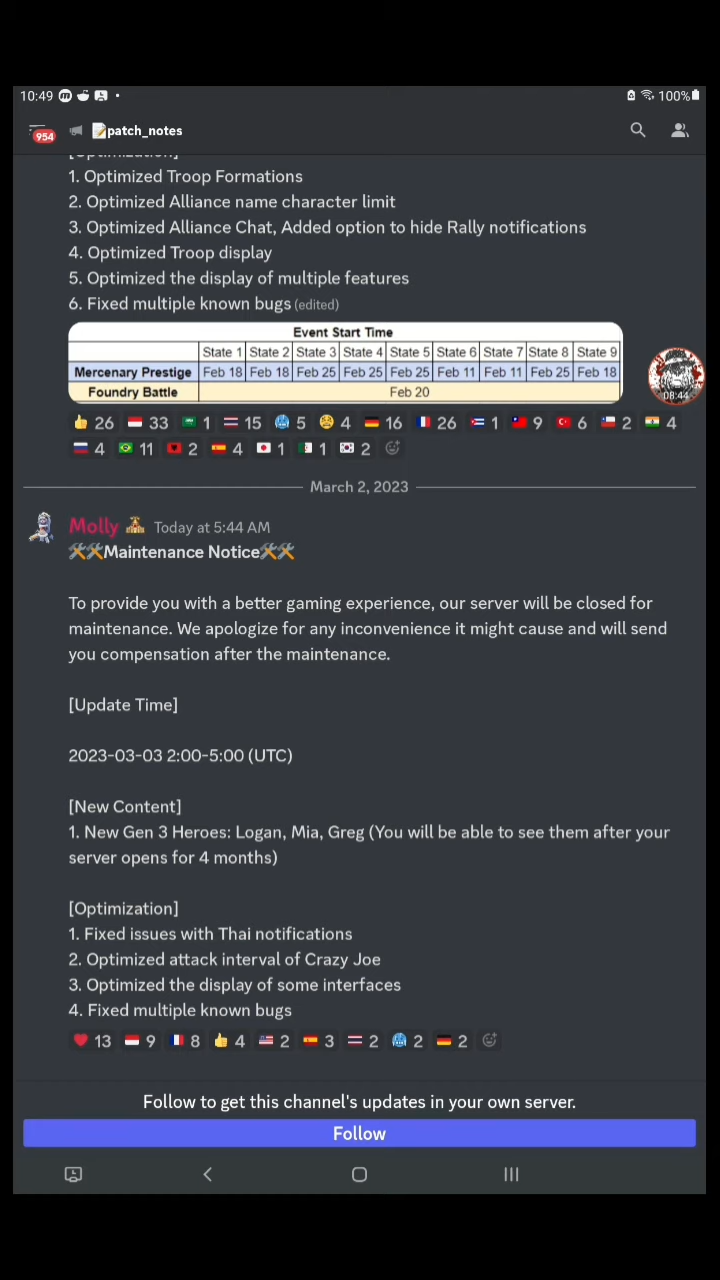 10:49
100%
954
patch_notes
[Optimization]
1. Optimized Troop Formations
2. Optimized Alliance name character limit
3. Optimized Alliance Chat, Added option to hide Rally notifications
4. Optimized Troop display
5. Optimized the display of multiple features
6. Fixed multiple known bugs (edited)
Event Start Time
State 1 State 2 State 3 State 4 State 5 State 6 State 7 State 8 State 9
Mercenary Prestige Feb 18 Feb 18 Feb 25 Feb 25 Feb 25 Feb 11 Feb 11 Feb 25 Feb 18
Foundry Battle Feb 20
08:44
26 33 1 15 5 4 16 26 1 9 6 2 4
4 11 2 4 1 1 2
March 2, 2023
Molly Today at 5:44 AM
Maintenance Notice
To provide you with a better gaming experience, our server will be closed for
maintenance. We apologize for any inconvenience it might cause and will send
you compensation after the maintenance.
[Update Time]
2023-03-03 2:00-5:00 (UTC)
[New Content]
1. New Gen 3 Heroes: Logan, Mia, Greg (You will be able to see them after your
server opens for 4 months)
[Optimization]
1. Fixed issues with Thai notifications
2. Optimized attack interval of Crazy Joe
3. Optimized the display of some interfaces
4. Fixed multiple known bugs
13 9 8 4 2 3 2 2 2
Follow to get this channel's updates in your own server.
Follow